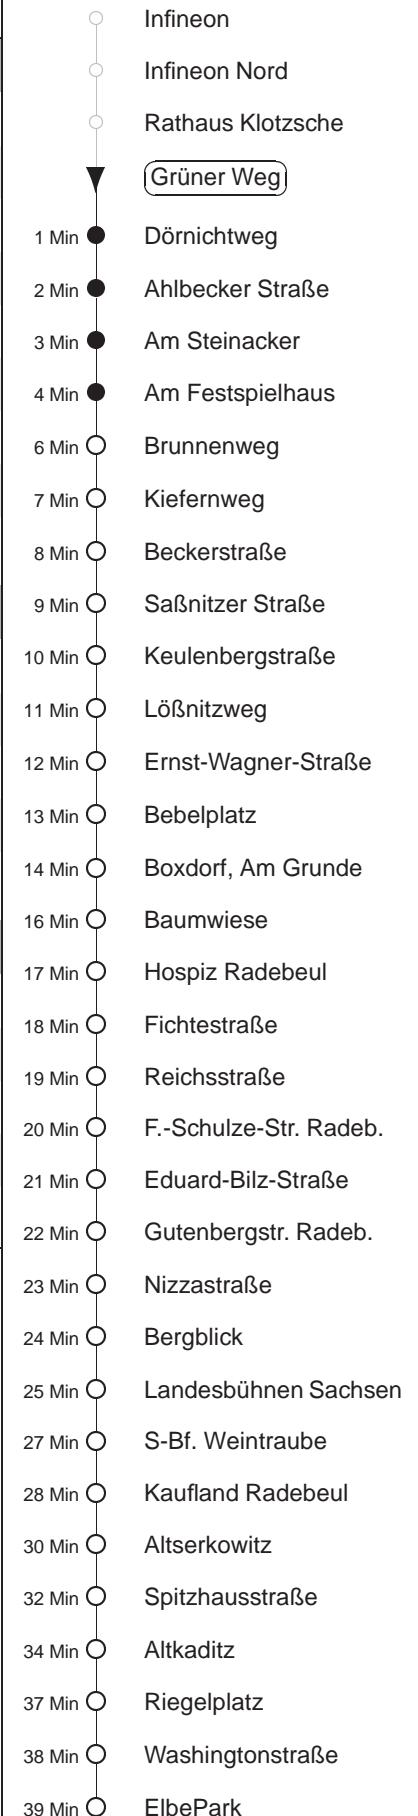 Infineon
Infineon Nord
Rathaus Klotzsche
Grüner Weg
1 Min Dörnichtweg
2 Min Ahlbecker Straße
3 Min Am Steinacker
4 Min Am Festspielhaus
6 Min Brunnenweg
7 Min Kiefernweg
8 Min Beckerstraße
9 Min Saßnitzer Straße
10 Min Keulenbergstraße
11 Min Lößnitzweg
12 Min Ernst-Wagner-Straße
13 Min Bebelplatz
14 Min Boxdorf, Am Grunde
16 Min Baumwiese
17 Min Hospiz Radebeul
18 Min Fichtestraße
19 Min Reichsstraße
20 Min F.-Schulze-Str. Radeb.
21 Min Eduard-Bilz-Straße
22 Min Gutenbergstr. Radeb.
23 Min Nizzastraße
24 Min Bergblick
25 Min Landesbühnen Sachsen
27 Min S-Bf. Weintraube
28 Min Kaufland Radebeul
30 Min Altserkowitz
32 Min Spitzhausstraße
34 Min Altkaditz
37 Min Riegelplatz
38 Min Washingtonstraße
39 Min ElbePark